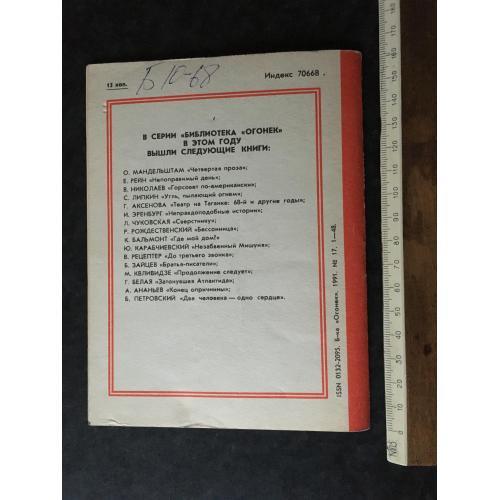 15 коп.
Б 10-68
Индекс 70668
В СЕРИИ «БИБЛИОТЕКА «ОГОНЕК»
В ЭТОМ ГОДУ
ВЫШЛИ СЛЕДУЮЩИЕ КНИГИ:
О. МАНДЕЛЬШТАМ «Четвертая проза»;
Е. РЕЙН «Непоправимый день»;
В. НИКОЛАЕВ «Горсовет по-американски»;
С. ЛИПКИН «Угль, пылающий огнем»;
Г. АКСЕНОВА «Театр на Таганке: 68-й и другие годы»;
И. ЭРЕНБУРГ «Неправдоподобные истории»;
Л. ЧУКОВСКАЯ «Сверстнику»;
Р. РОЖДЕСТВЕНСКИЙ «Бессонница»;
К. БАЛЬМОНТ «Где мой дом?»
Ю. КАРАБЧИЕВСКИЙ «Незабвенный Мишуня»;
В. РЕЦЕПТЕР «До третьего звонка»;
Б. ЗАЙЦЕВ «Братья-писатели»;
М. КВЛИВИДЗЕ «Продолжение следует»;
Г. БЕЛАЯ «Затонувшая Атлантида»;
А. АНАНЬЕВ «Конец опричнины»;
Б. ПЕТРОВСКИЙ «Два человека — одно сердце».
ISSN 0132-2095. Б-ка «Огонек». 1991. № 17. 1—48.